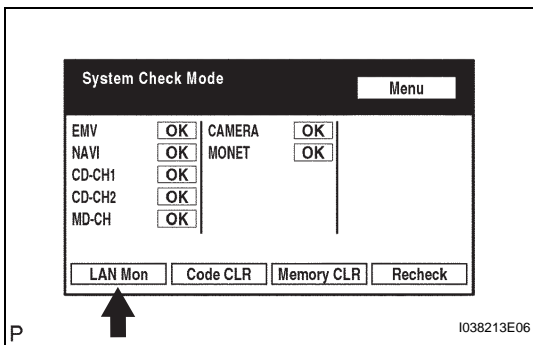 System Check Mode
Menu
EMV OK CAMERA OK
NAVI OK MONET OK
CD-CH1 OK
CD-CH2 OK
MD-CH OK
LAN Mon Code CLR Memory CLR Recheck
P I038213E06